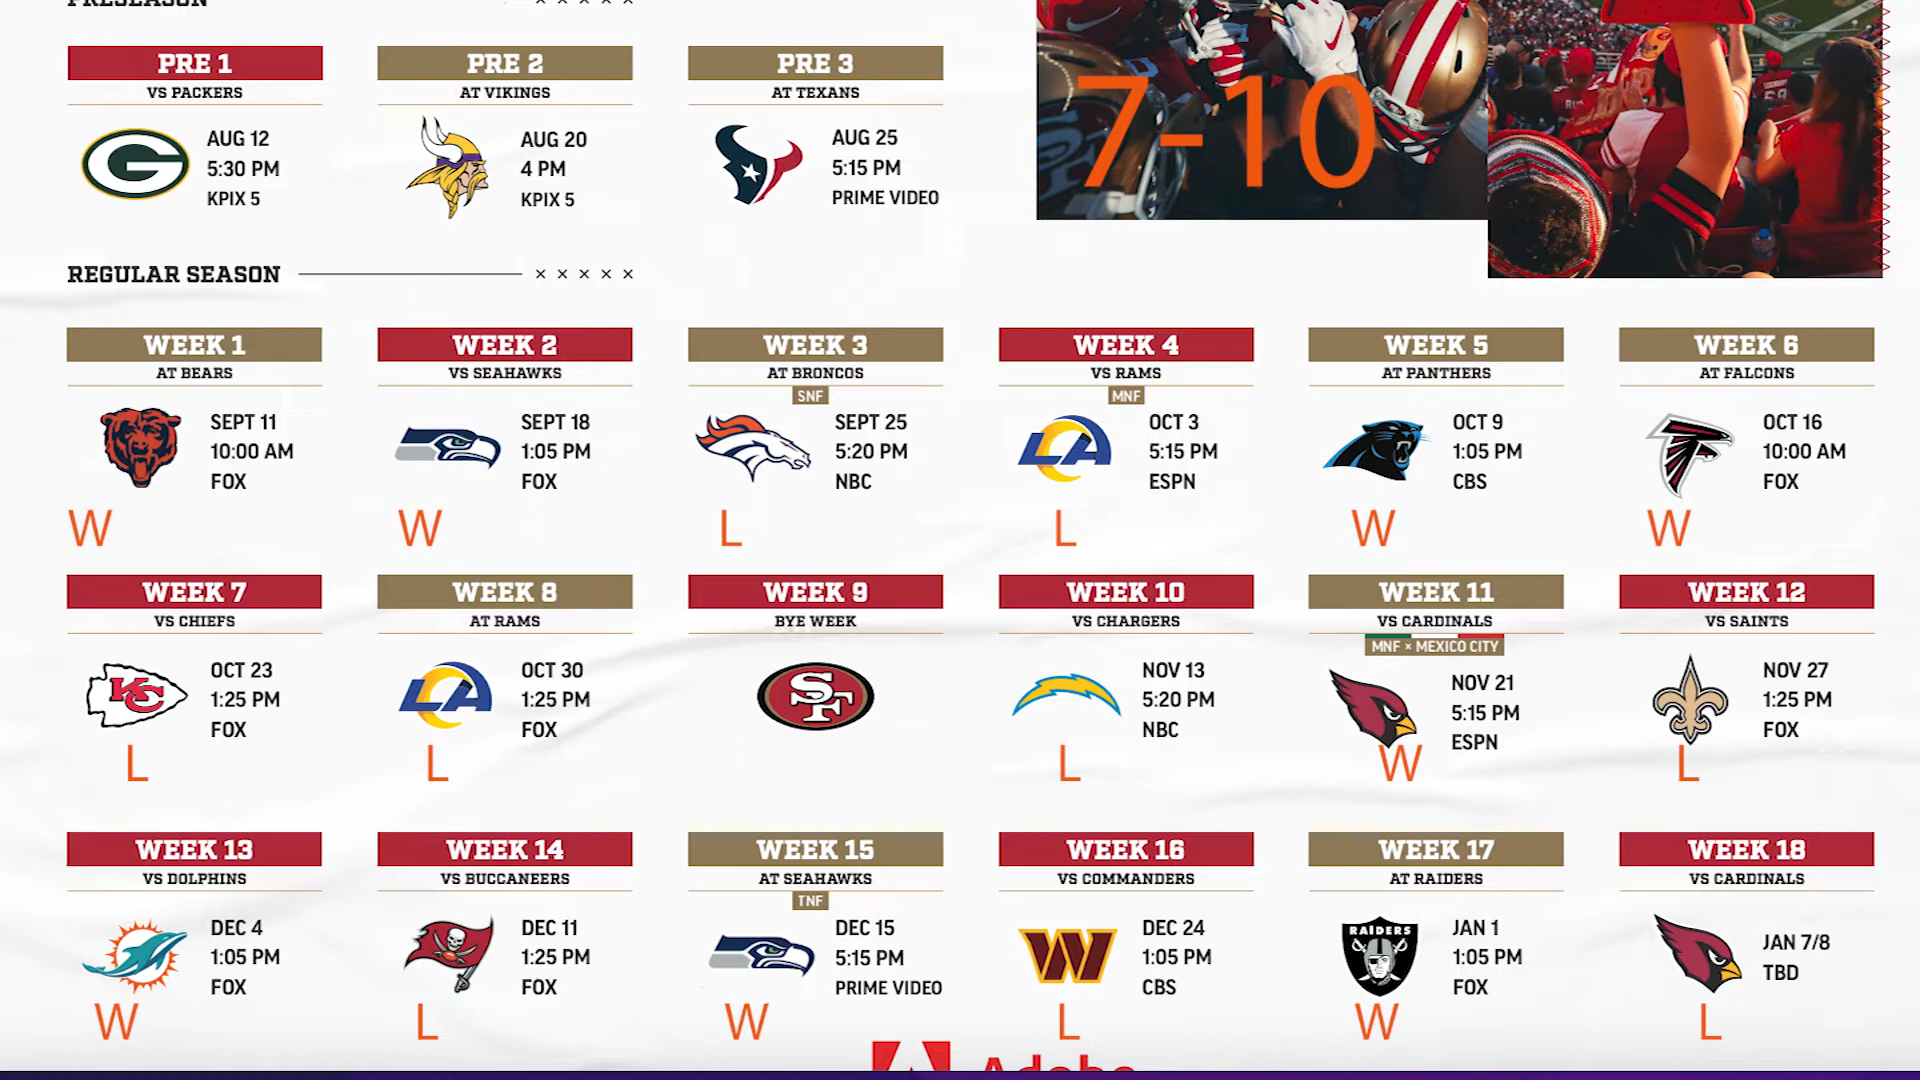 PRESEASON × × × × ×
PRE 1
VS PACKERS
G
AUG 12
5:30 PM
KPIX 5
PRE 2
AT VIKINGS
AUG 20
4 PM
KPIX 5
PRE 3
AT TEXANS
AUG 25
5:15 PM
PRIME VIDEO
7-10
REGULAR SEASON × × × × ×
WEEK 1
AT BEARS
SEPT 11
10:00 AM
FOX
W
WEEK 2
VS SEAHAWKS
SEPT 18
1:05 PM
FOX
W
WEEK 3
AT BRONCOS
SNF
SEPT 25
5:20 PM
NBC
L
WEEK 4
VS RAMS
MNF
LA
OCT 3
5:15 PM
ESPN
L
WEEK 5
AT PANTHERS
OCT 9
1:05 PM
CBS
W
WEEK 6
AT FALCONS
OCT 16
10:00 AM
FOX
W
WEEK 7
VS CHIEFS
KC
OCT 23
1:25 PM
FOX
L
WEEK 8
AT RAMS
LA
OCT 30
1:25 PM
FOX
L
WEEK 9
BYE WEEK
SF
WEEK 10
VS CHARGERS
NOV 13
5:20 PM
NBC
L
WEEK 11
VS CARDINALS
MNF × MEXICO CITY
NOV 21
5:15 PM
ESPN
W
WEEK 12
VS SAINTS
NOV 27
1:25 PM
FOX
L
WEEK 13
VS DOLPHINS
DEC 4
1:05 PM
FOX
W
WEEK 14
VS BUCCANEERS
DEC 11
1:25 PM
FOX
L
WEEK 15
AT SEAHAWKS
TNF
DEC 15
5:15 PM
PRIME VIDEO
W
WEEK 16
VS COMMANDERS
W
DEC 24
1:05 PM
CBS
L
WEEK 17
AT RAIDERS
RAIDERS
JAN 1
1:05 PM
FOX
W
WEEK 18
VS CARDINALS
JAN 7/8
TBD
L
Adobe